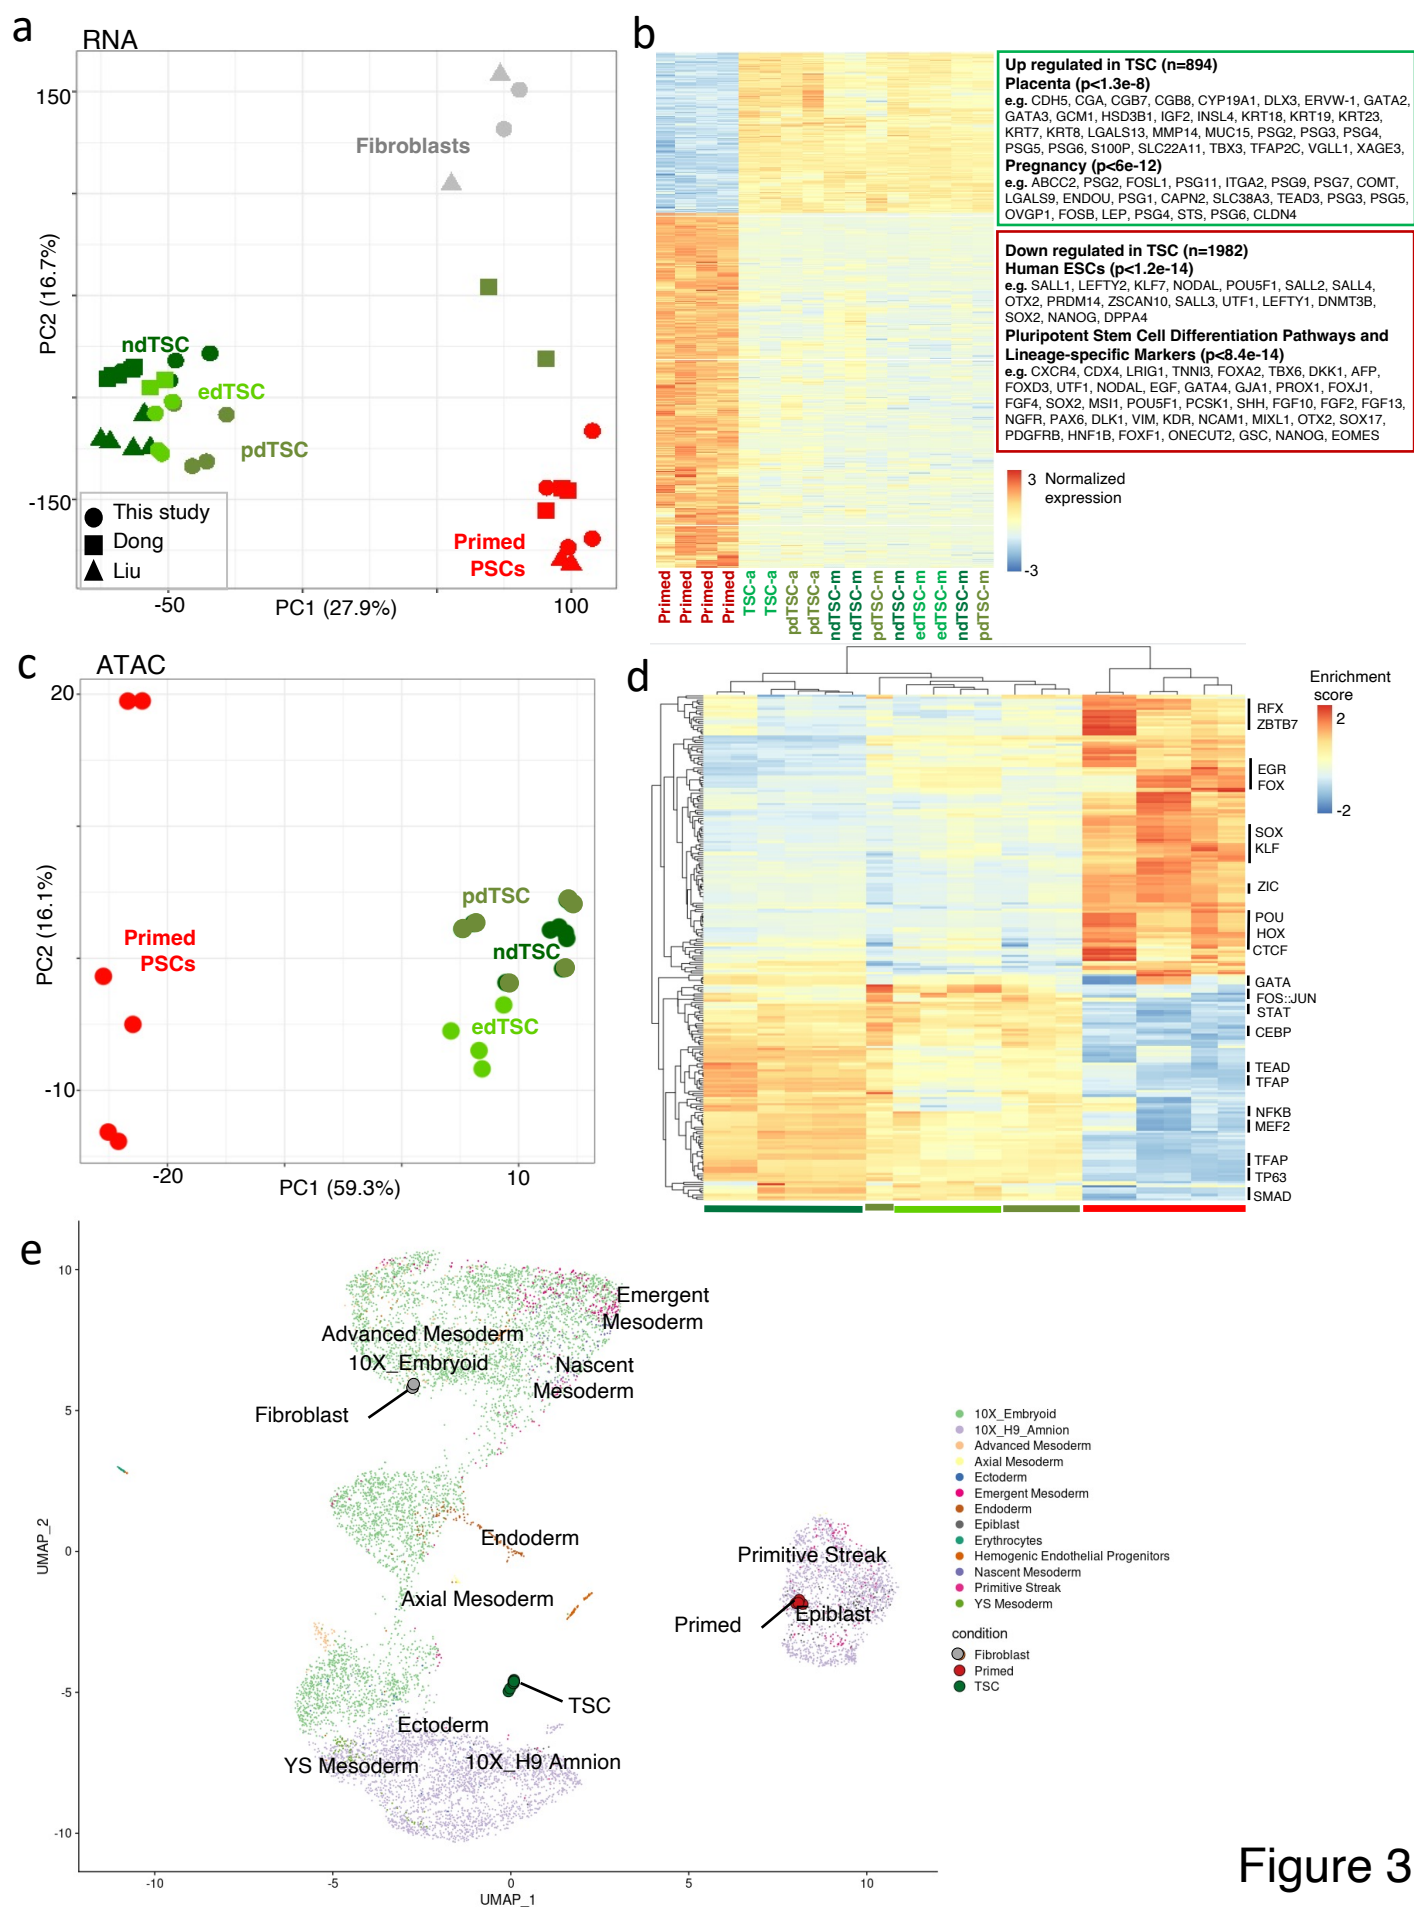 a
RNA
150
-150
PC2 (16.7%)
-50
PC1 (27.9%)
100
Fibroblasts
ndTSC
edTSC
pdTSC
Primed
PSCs
This study
Dong
Liu
b
Up regulated in TSC (n=894)
Placenta (p<1.3e-8)
e.g. CDH5, CGA, CGB7, CGB8, CYP19A1, DLX3, ERVW-1, GATA2,
GATA3, GCM1, HSD3B1, IGF2, INSL4, KRT18, KRT19, KRT23,
KRT7, KRT8, LGALS13, MMP14, MUC15, PSG2, PSG3, PSG4,
PSG5, PSG6, S100P, SLC22A11, TBX3, TFAP2C, VGLL1, XAGE3,
Pregnancy (p<6e-12)
e.g. ABCC2, PSG2, FOSL1, PSG11, ITGA2, PSG9, PSG7, COMT,
LGALS9, ENDOU, PSG1, CAPN2, SLC38A3, TEAD3, PSG3, PSG5,
OVGP1, FOSB, LEP, PSG4, STS, PSG6, CLDN4
Down regulated in TSC (n=1982)
Human ESCs (p<1.2e-14)
e.g. SALL1, LEFTY2, KLF7, NODAL, POU5F1, SALL2, SALL4,
OTX2, PRDM14, ZSCAN10, SALL3, UTF1, LEFTY1, DNMT3B,
SOX2, NANOG, DPPA4
Pluripotent Stem Cell Differentiation Pathways and
Lineage-specific Markers (p<8.4e-14)
e.g. CXCR4, CDX4, LRIG1, TNNI3, FOXA2, TBX6, DKK1, AFP,
FOXD3, UTF1, NODAL, EGF, GATA4, GJA1, PROX1, FOXJ1,
FGF4, SOX2, MSI1, POU5F1, PCSK1, SHH, FGF10, FGF2, FGF13,
NGFR, PAX6, DLK1, VIM, KDR, NCAM1, MIXL1, OTX2, SOX17,
PDGFRB, HNF1B, FOXF1, ONECUT2, GSC, NANOG, EOMES
3
Normalized
expression
-3
Primed
Primed
Primed
Primed
TSC-a
TSC-a
pdTSC-a
pdTSC-a
ndTSC-m
ndTSC-m
pdTSC-m
ndTSC-m
edTSC-m
edTSC-m
ndTSC-m
pdTSC-m
c
ATAC
20
-10
PC2 (16.1%)
-20
PC1 (59.3%)
10
Primed
PSCs
pdTSC
ndTSC
edTSC
d
RFX
ZBTB7
EGR
FOX
SOX
KLF
ZIC
POU
HOX
CTCF
GATA
FOS::JUN
STAT
CEBP
TEAD
TFAP
NFKB
MEF2
TFAP
TP63
SMAD
Enrichment
score
2
-2
e
10
5
0
-5
-10
UMAP_2
-10
-5
0
5
10
UMAP_1
Emergent
Mesoderm
Advanced Mesoderm
10X_Embryoid
Nascent
Mesoderm
Fibroblast
Endoderm
Axial Mesoderm
Primitive Streak
Primed
Epiblast
TSC
Ectoderm
YS Mesoderm
10X_H9 Amnion
10X_Embryoid
10X_H9_Amnion
Advanced Mesoderm
Axial Mesoderm
Ectoderm
Emergent Mesoderm
Endoderm
Epiblast
Erythrocytes
Hemogenic Endothelial Progenitors
Nascent Mesoderm
Primitive Streak
YS Mesoderm
condition
Fibroblast
Primed
TSC
Figure 3